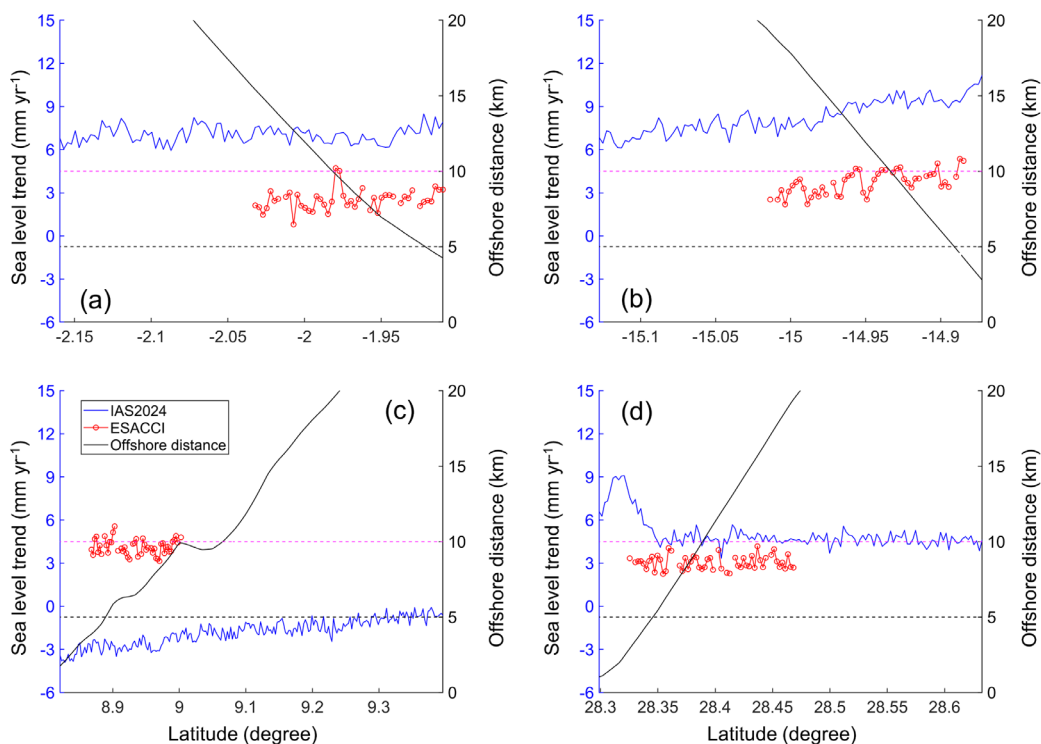 15
12
9
6
3
0
-3
-6
Sea level trend (mm yr⁻¹)
(a)
20
15
10
5
0
Offshore distance (km)
-2.15 -2.1 -2.05 -2 -1.95
15
12
9
6
3
0
-3
-6
Sea level trend (mm yr⁻¹)
(b)
20
15
10
5
0
Offshore distance (km)
-15.1 -15.05 -15 -14.95 -14.9
15
12
9
6
3
0
-3
-6
Sea level trend (mm yr⁻¹)
IAS2024
ESACCI
Offshore distance
(c)
20
15
10
5
0
Offshore distance (km)
8.9 9 9.1 9.2 9.3
Latitude (degree)
15
12
9
6
3
0
-3
-6
Sea level trend (mm yr⁻¹)
(d)
20
15
10
5
0
Offshore distance (km)
28.3 28.35 28.4 28.45 28.5 28.55 28.6
Latitude (degree)